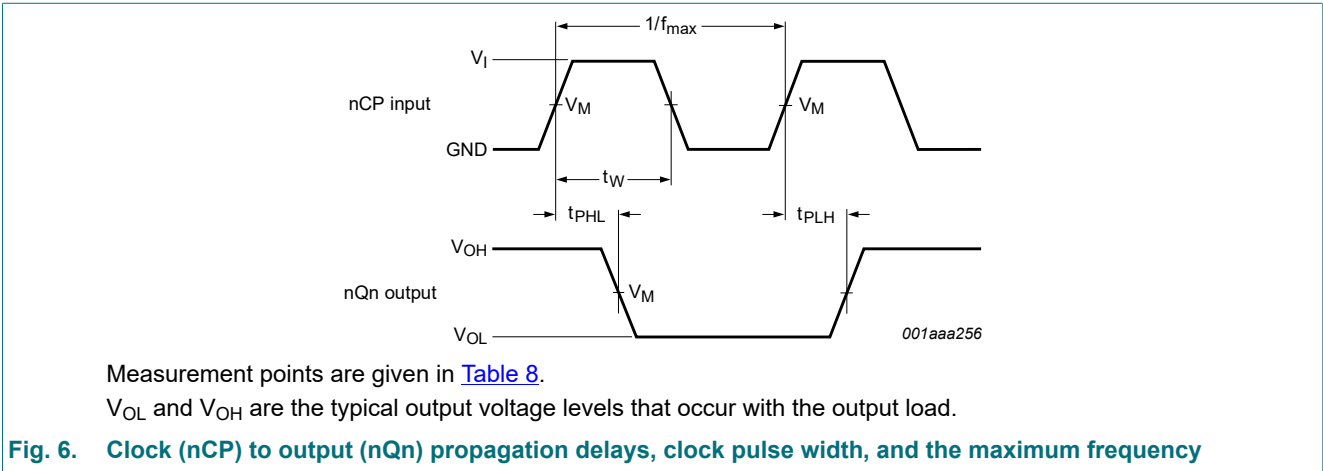 1/fmax
VI
nCP input
VM
VM
GND
tW
tPHL
tPLH
VOH
nQn output
VM
VOL
001aaa256
Measurement points are given in Table 8.
VOL and VOH are the typical output voltage levels that occur with the output load.
Fig. 6. Clock (nCP) to output (nQn) propagation delays, clock pulse width, and the maximum frequency